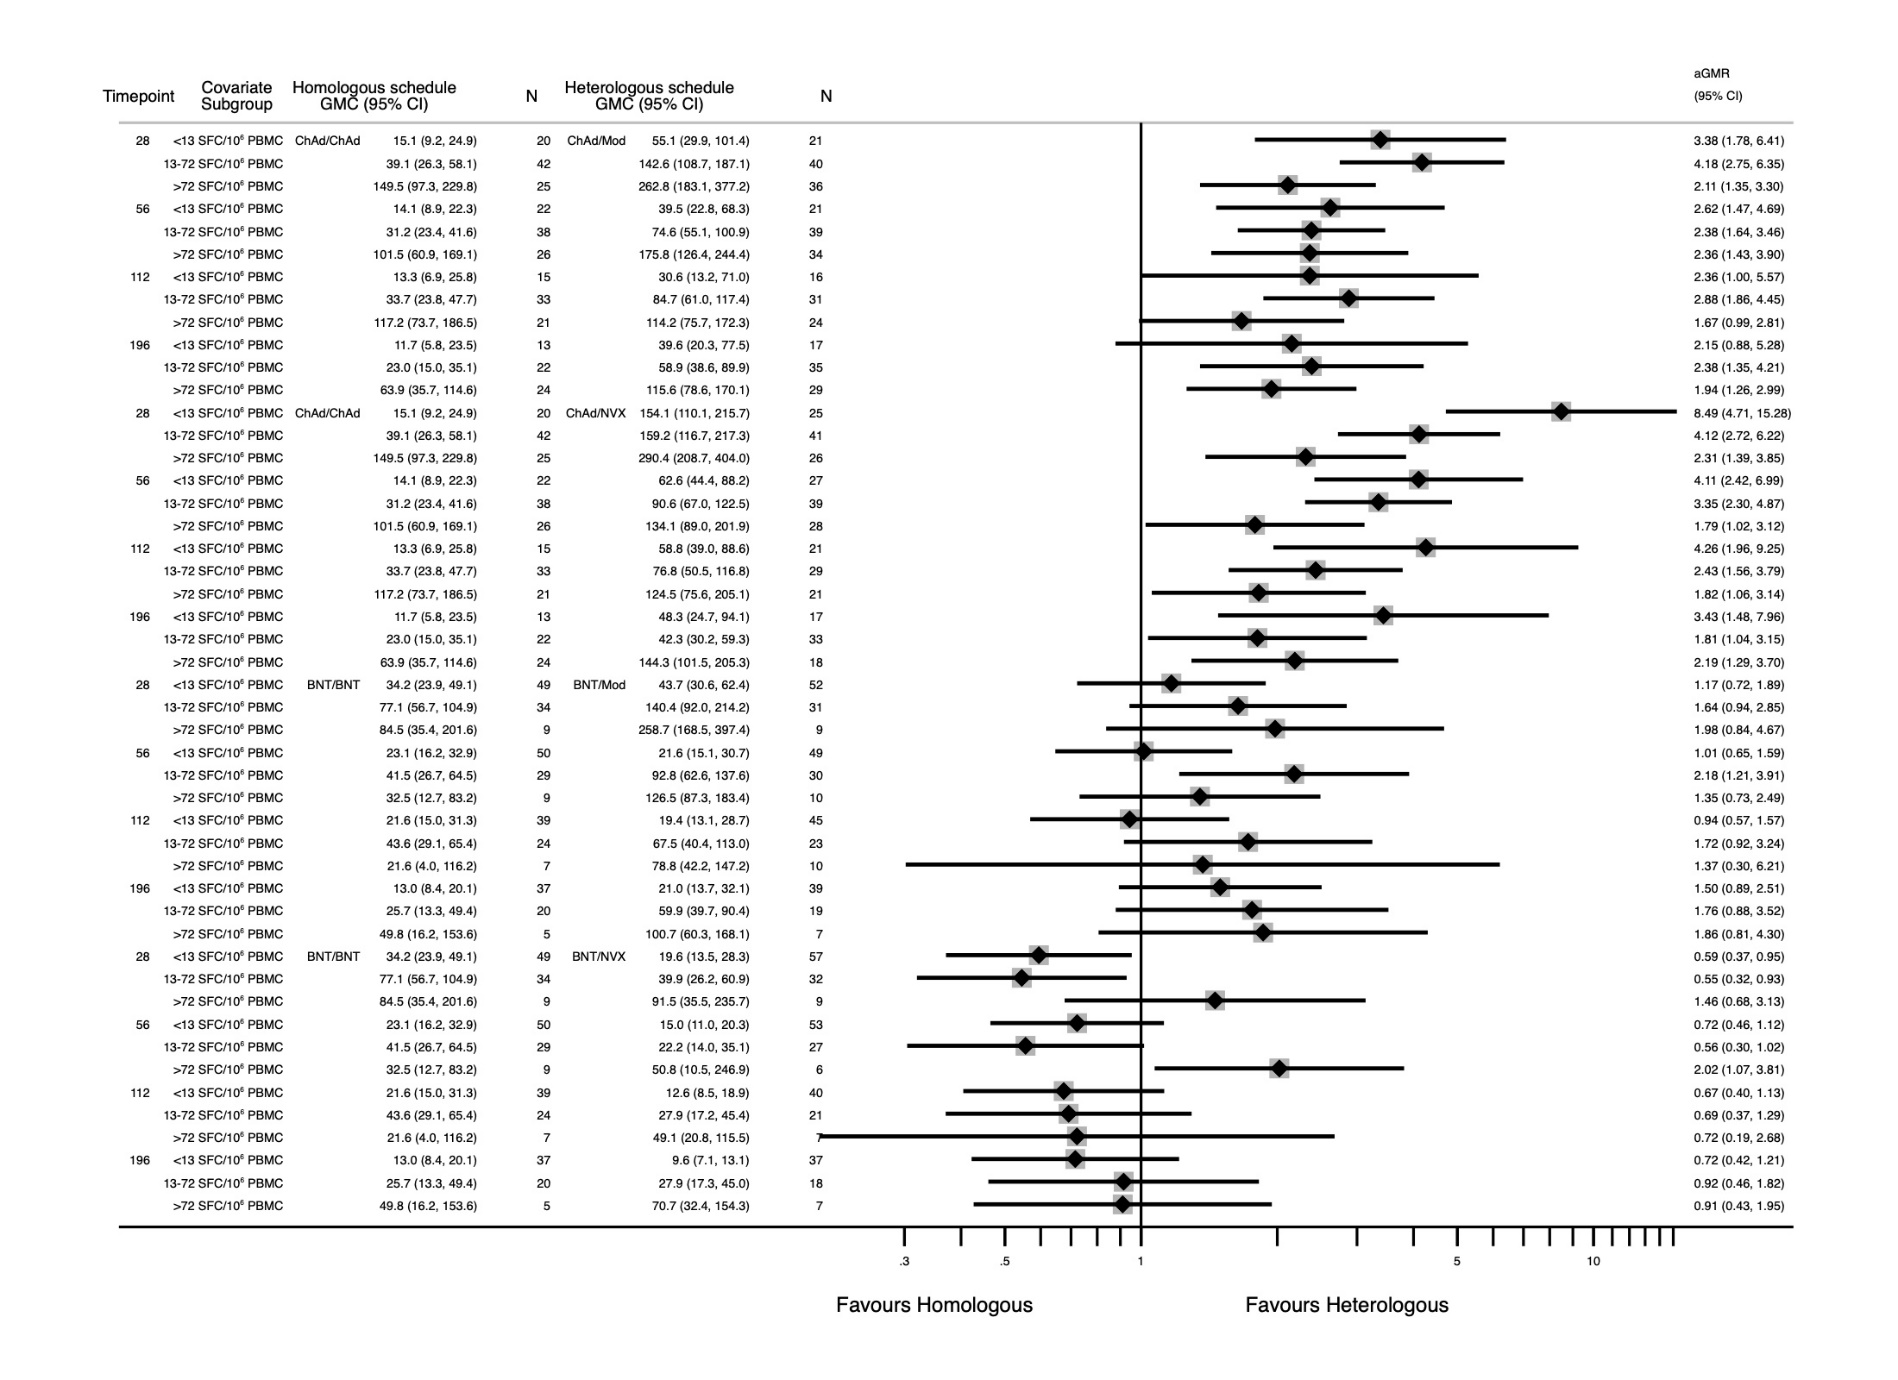 aGMR
Timepoint Covariate Subgroup Homologous schedule GMC (95% CI) N Heterologous schedule GMC (95% CI) N (95% CI)
28 <13 SFC/10⁶ PBMC ChAd/ChAd 15.1 (9.2, 24.9) 20 ChAd/Mod 55.1 (29.9, 101.4) 21 3.38 (1.78, 6.41)
13-72 SFC/10⁶ PBMC 39.1 (26.3, 58.1) 42 142.6 (108.7, 187.1) 40 4.18 (2.75, 6.35)
>72 SFC/10⁶ PBMC 149.5 (97.3, 229.8) 25 262.8 (183.1, 377.2) 36 2.11 (1.35, 3.30)
56 <13 SFC/10⁶ PBMC 14.1 (8.9, 22.3) 22 39.5 (22.8, 68.3) 21 2.62 (1.47, 4.69)
13-72 SFC/10⁶ PBMC 31.2 (23.4, 41.6) 38 74.6 (55.1, 100.9) 39 2.38 (1.64, 3.46)
>72 SFC/10⁶ PBMC 101.5 (60.9, 169.1) 26 175.8 (126.4, 244.4) 34 2.36 (1.43, 3.90)
112 <13 SFC/10⁶ PBMC 13.3 (6.9, 25.8) 15 30.6 (13.2, 71.0) 16 2.36 (1.00, 5.57)
13-72 SFC/10⁶ PBMC 33.7 (23.8, 47.7) 33 84.7 (61.0, 117.4) 31 2.88 (1.86, 4.45)
>72 SFC/10⁶ PBMC 117.2 (73.7, 186.5) 21 114.2 (75.7, 172.3) 24 1.67 (0.99, 2.81)
196 <13 SFC/10⁶ PBMC 11.7 (5.8, 23.5) 13 39.6 (20.3, 77.5) 17 2.15 (0.88, 5.28)
13-72 SFC/10⁶ PBMC 23.0 (15.0, 35.1) 22 58.9 (38.6, 89.9) 35 2.38 (1.35, 4.21)
>72 SFC/10⁶ PBMC 63.9 (35.7, 114.6) 24 115.6 (78.6, 170.1) 29 1.94 (1.26, 2.99)
28 <13 SFC/10⁶ PBMC ChAd/ChAd 15.1 (9.2, 24.9) 20 ChAd/NVX 154.1 (110.1, 215.7) 25 8.49 (4.71, 15.28)
13-72 SFC/10⁶ PBMC 39.1 (26.3, 58.1) 42 159.2 (116.7, 217.3) 41 4.12 (2.72, 6.22)
>72 SFC/10⁶ PBMC 149.5 (97.3, 229.8) 25 290.4 (208.7, 404.0) 26 2.31 (1.39, 3.85)
56 <13 SFC/10⁶ PBMC 14.1 (8.9, 22.3) 22 62.6 (44.4, 88.2) 27 4.11 (2.42, 6.99)
13-72 SFC/10⁶ PBMC 31.2 (23.4, 41.6) 38 90.6 (67.0, 122.5) 39 3.35 (2.30, 4.87)
>72 SFC/10⁶ PBMC 101.5 (60.9, 169.1) 26 134.1 (89.0, 201.9) 28 1.79 (1.02, 3.12)
112 <13 SFC/10⁶ PBMC 13.3 (6.9, 25.8) 15 58.8 (39.0, 88.6) 21 4.26 (1.96, 9.25)
13-72 SFC/10⁶ PBMC 33.7 (23.8, 47.7) 33 76.8 (50.5, 116.8) 29 2.43 (1.56, 3.79)
>72 SFC/10⁶ PBMC 117.2 (73.7, 186.5) 21 124.5 (75.6, 205.1) 21 1.82 (1.06, 3.14)
196 <13 SFC/10⁶ PBMC 11.7 (5.8, 23.5) 13 48.3 (24.7, 94.1) 17 3.43 (1.48, 7.96)
13-72 SFC/10⁶ PBMC 23.0 (15.0, 35.1) 22 42.3 (30.2, 59.3) 33 1.81 (1.04, 3.15)
>72 SFC/10⁶ PBMC 63.9 (35.7, 114.6) 24 144.3 (101.5, 205.3) 18 2.19 (1.29, 3.70)
28 <13 SFC/10⁶ PBMC BNT/BNT 34.2 (23.9, 49.1) 49 BNT/Mod 43.7 (30.6, 62.4) 52 1.17 (0.72, 1.89)
13-72 SFC/10⁶ PBMC 77.1 (56.7, 104.9) 34 140.4 (92.0, 214.2) 31 1.64 (0.94, 2.85)
>72 SFC/10⁶ PBMC 84.5 (35.4, 201.6) 9 258.7 (168.5, 397.4) 9 1.98 (0.84, 4.67)
56 <13 SFC/10⁶ PBMC 23.1 (16.2, 32.9) 50 21.6 (15.1, 30.7) 49 1.01 (0.65, 1.59)
13-72 SFC/10⁶ PBMC 41.5 (26.7, 64.5) 29 92.8 (62.6, 137.6) 30 2.18 (1.21, 3.91)
>72 SFC/10⁶ PBMC 32.5 (12.7, 83.2) 9 126.5 (87.3, 183.4) 10 1.35 (0.73, 2.49)
112 <13 SFC/10⁶ PBMC 21.6 (15.0, 31.3) 39 19.4 (13.1, 28.7) 45 0.94 (0.57, 1.57)
13-72 SFC/10⁶ PBMC 43.6 (29.1, 65.4) 24 67.5 (40.4, 113.0) 23 1.72 (0.92, 3.24)
>72 SFC/10⁶ PBMC 21.6 (4.0, 116.2) 7 78.8 (42.2, 147.2) 10 1.37 (0.30, 6.21)
196 <13 SFC/10⁶ PBMC 13.0 (8.4, 20.1) 37 21.0 (13.7, 32.1) 39 1.50 (0.89, 2.51)
13-72 SFC/10⁶ PBMC 25.7 (13.3, 49.4) 20 59.9 (39.7, 90.4) 19 1.76 (0.88, 3.52)
>72 SFC/10⁶ PBMC 49.8 (16.2, 153.6) 5 100.7 (60.3, 168.1) 7 1.86 (0.81, 4.30)
28 <13 SFC/10⁶ PBMC BNT/BNT 34.2 (23.9, 49.1) 49 BNT/NVX 19.6 (13.5, 28.3) 57 0.59 (0.37, 0.95)
13-72 SFC/10⁶ PBMC 77.1 (56.7, 104.9) 34 39.9 (26.2, 60.9) 32 0.55 (0.32, 0.93)
>72 SFC/10⁶ PBMC 84.5 (35.4, 201.6) 9 91.5 (35.5, 235.7) 9 1.46 (0.68, 3.13)
56 <13 SFC/10⁶ PBMC 23.1 (16.2, 32.9) 50 15.0 (11.0, 20.3) 53 0.72 (0.46, 1.12)
13-72 SFC/10⁶ PBMC 41.5 (26.7, 64.5) 29 22.2 (14.0, 35.1) 27 0.56 (0.30, 1.02)
>72 SFC/10⁶ PBMC 32.5 (12.7, 83.2) 9 50.8 (10.5, 246.9) 6 2.02 (1.07, 3.81)
112 <13 SFC/10⁶ PBMC 21.6 (15.0, 31.3) 39 12.6 (8.5, 18.9) 40 0.67 (0.40, 1.13)
13-72 SFC/10⁶ PBMC 43.6 (29.1, 65.4) 24 27.9 (17.2, 45.4) 21 0.69 (0.37, 1.29)
>72 SFC/10⁶ PBMC 21.6 (4.0, 116.2) 7 49.1 (20.8, 115.5) 7 0.72 (0.19, 2.68)
196 <13 SFC/10⁶ PBMC 13.0 (8.4, 20.1) 37 9.6 (7.1, 13.1) 37 0.72 (0.42, 1.21)
13-72 SFC/10⁶ PBMC 25.7 (13.3, 49.4) 20 27.9 (17.3, 45.0) 18 0.92 (0.46, 1.82)
>72 SFC/10⁶ PBMC 49.8 (16.2, 153.6) 5 70.7 (32.4, 154.3) 7 0.91 (0.43, 1.95)
.3 .5 1 5 10
Favours Homologous Favours Heterologous